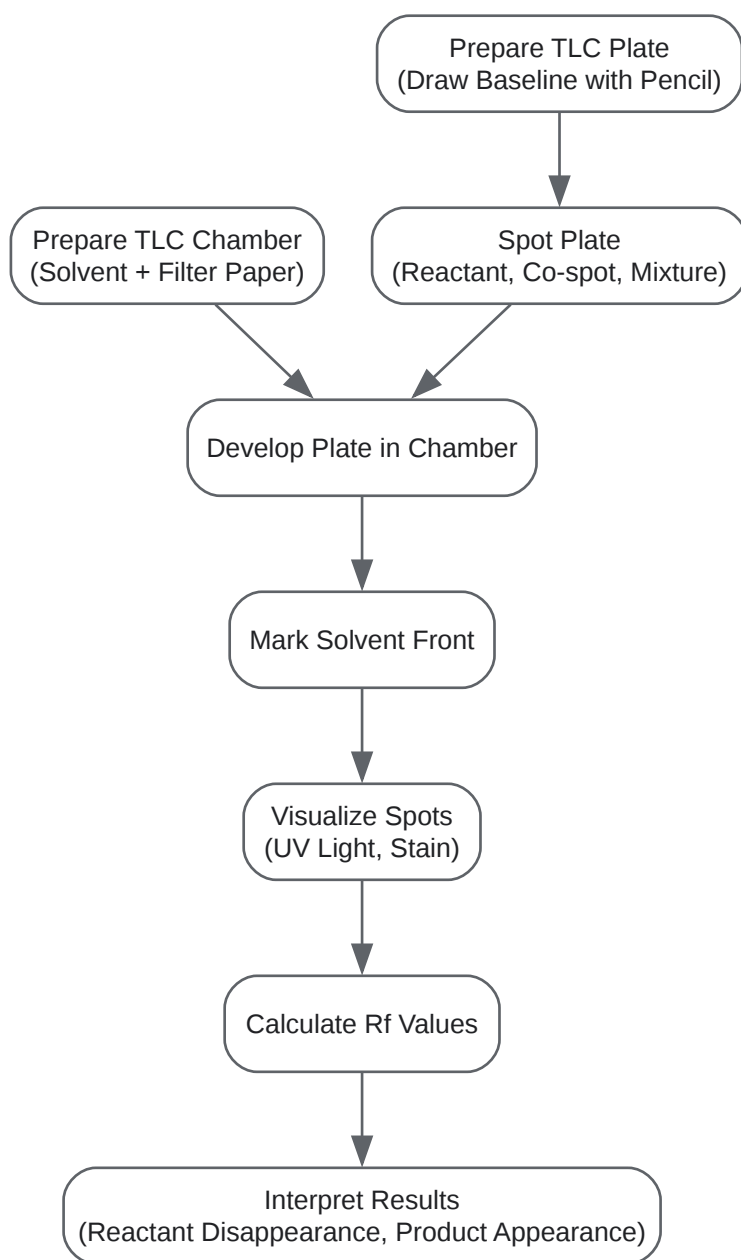 Prepare TLC Plate
(Draw Baseline with Pencil)
Prepare TLC Chamber
(Solvent + Filter Paper)
Spot Plate
(Reactant, Co-spot, Mixture)
Develop Plate in Chamber
Mark Solvent Front
Visualize Spots
(UV Light, Stain)
Calculate Rf Values
Interpret Results
(Reactant Disappearance, Product Appearance)